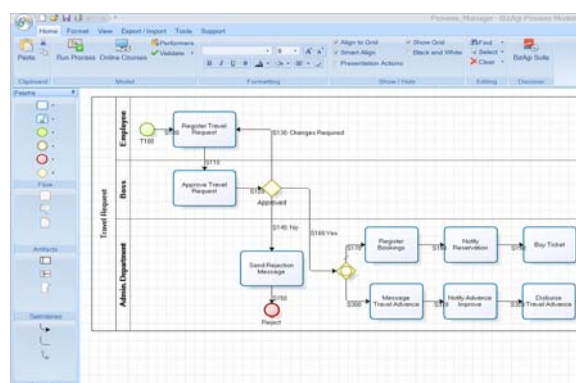 Process_Manager - BizAgi Process Modeler
Home Format View Export / Import Tools Support
Paste
Run Process
Online Courses
Performers
Validate
Align to Grid
Smart Align
Presentation Actions
Show Grid
Black and White
Find
Select
Clear
BizAgi Suite
Clipboard Model Formatting Show / Hide Editing Discover
Flow
Artifacts
Swimlanes
Travel Request
Employee
T100
Register Travel
Request
S130: Changes Required
S110
Boss
Approve Travel
Request
Approved
S140: No
S160: Yes
Admin.Department
Send Rejection
Message
S150
Reject
S170
Register
Bookings
Notify
Reservation
Buy Ticket
S300
Message
Travel Advance
Notify Advance
Improve
Disburse
Travel Advance